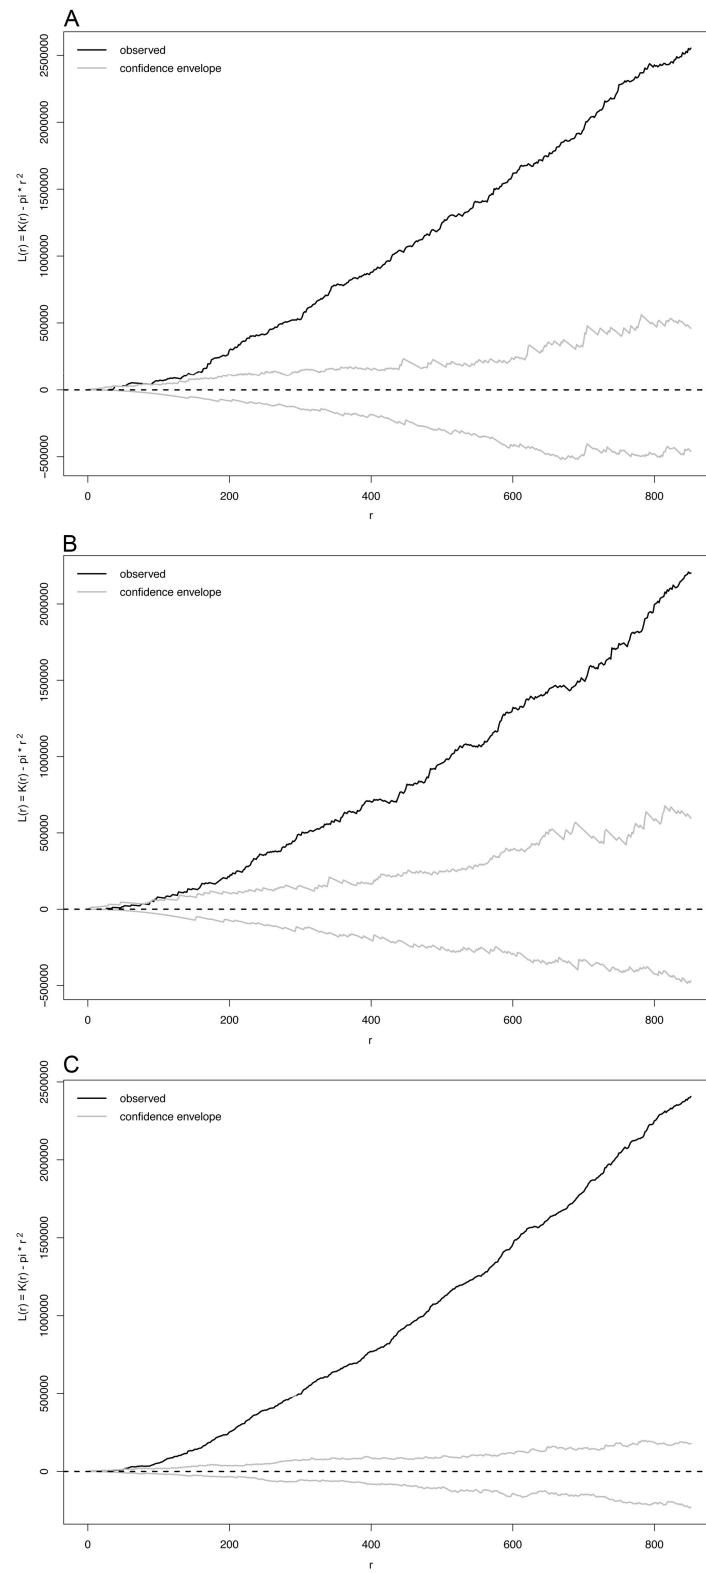 A
observed
confidence envelope
2500000
2000000
1500000
1000000
500000
0
−500000
L(r) = K(r) - pi * r 2
0 200 400 600 800
r
B
observed
confidence envelope
2000000
1500000
1000000
500000
0
−500000
L(r) = K(r) - pi * r 2
0 200 400 600 800
r
C
observed
confidence envelope
2500000
2000000
1500000
1000000
500000
0
L(r) = K(r) - pi * r 2
0 200 400 600 800
r